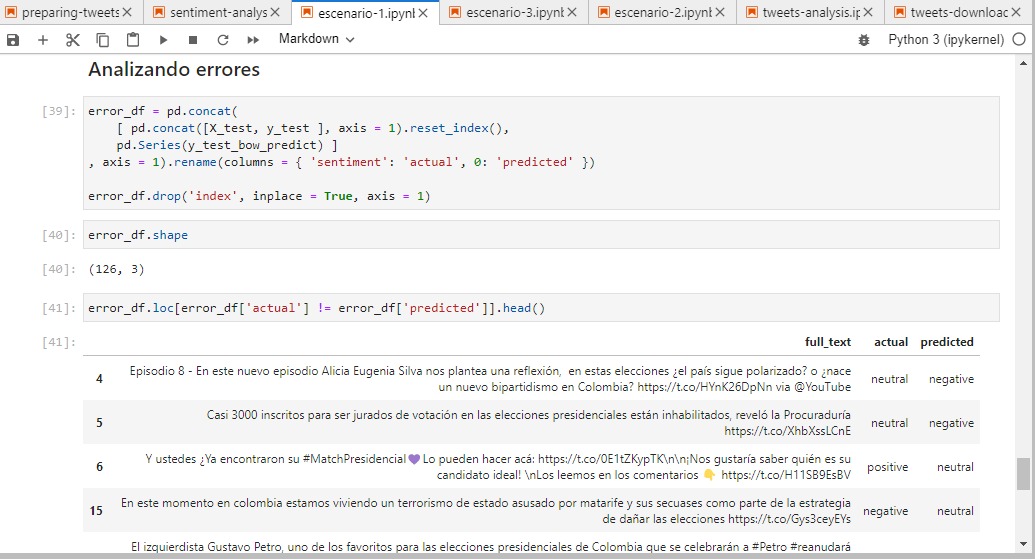 preparing-tweets
sentiment-analys
escenario-1.ipynb
escenario-3.ipynb
escenario-2.ipynb
tweets-analysis.ip
tweets-downloac
Markdown
Python 3 (ipykernel)
Analizando errores
[39]:
error_df = pd.concat(
[ pd.concat([X_test, y_test ], axis = 1).reset_index(),
pd.Series(y_test_bow_predict) ]
, axis = 1).rename(columns = { 'sentiment': 'actual', 0: 'predicted' })
error_df.drop('index', inplace = True, axis = 1)
[40]:
error_df.shape
[40]:
(126, 3)
[41]:
error_df.loc[error_df['actual'] != error_df['predicted']].head()
[41]:
full_text actual predicted
4 Episodio 8 - En este nuevo episodio Alicia Eugenia Silva nos plantea una reflexión, en estas elecciones ¿el país sigue polarizado? o ¿nace neutral negative
un nuevo bipartidismo en Colombia? https://t.co/HYnK26DpNn via @YouTube
5 Casi 3000 inscritos para ser jurados de votación en las elecciones presidenciales están inhabilitados, reveló la Procuraduría neutral negative
https://t.co/XhbXssLCnE
6 Y ustedes ¿Ya encontraron su #MatchPresidencial💜 Lo pueden hacer acá: https://t.co/0E1tZKypTK\n\n¡Nos gustaría saber quién es su positive neutral
candidato ideal! \nLos leemos en los comentarios 👇 https://t.co/H11SB9EsBV
15 En este momento en colombia estamos viviendo un terrorismo de estado asusado por matarife y sus secuases como parte de la estrategia negative neutral
de dañar las elecciones https://t.co/Gys3ceyEYs
El izquierdista Gustavo Petro, uno de los favoritos para las elecciones presidenciales de Colombia que se celebrarán a #Petro #reanudará